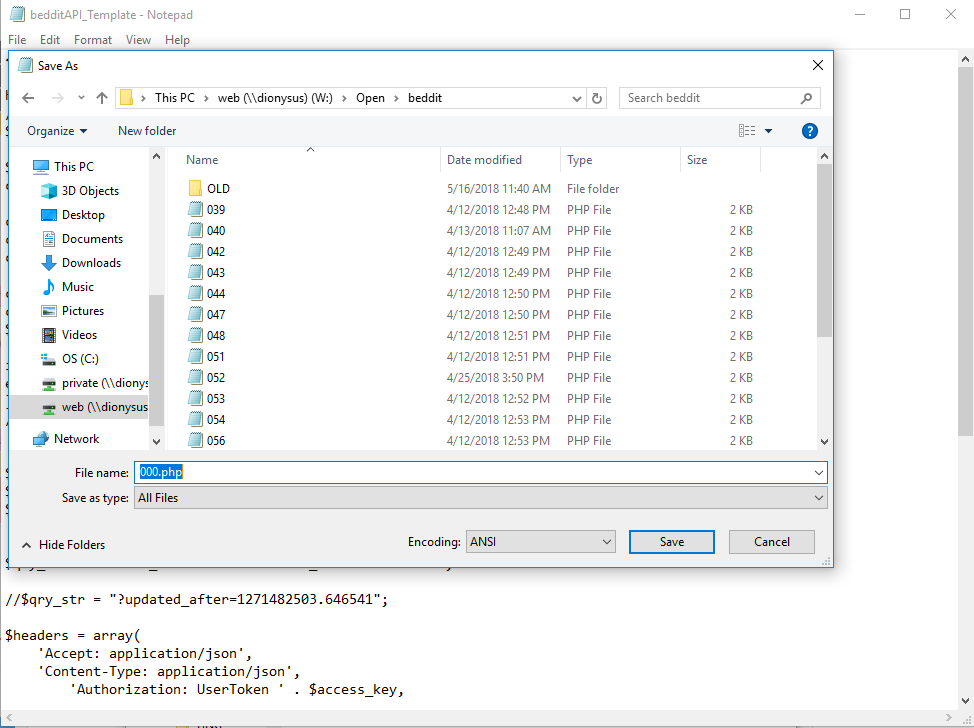 bedditAPI_Template - Notepad
File Edit Format View Help
Save As
This PC web (\\dionysus) (W:) Open beddit
Search beddit
Organize New folder
Name Date modified Type Size
This PC
3D Objects
Desktop
Documents
Downloads
Music
Pictures
Videos
OS (C:)
private (\\dionys
web (\\dionysus
Network
OLD 5/16/2018 11:40 AM File folder
039 4/12/2018 12:48 PM PHP File 2 KB
040 4/13/2018 11:07 AM PHP File 2 KB
042 4/12/2018 12:49 PM PHP File 2 KB
043 4/12/2018 12:49 PM PHP File 2 KB
044 4/12/2018 12:50 PM PHP File 2 KB
047 4/12/2018 12:50 PM PHP File 2 KB
048 4/12/2018 12:51 PM PHP File 2 KB
051 4/12/2018 12:51 PM PHP File 2 KB
052 4/25/2018 3:50 PM PHP File 2 KB
053 4/12/2018 12:52 PM PHP File 2 KB
054 4/12/2018 12:53 PM PHP File 2 KB
056 4/12/2018 12:53 PM PHP File 2 KB
File name: 000.php
Save as type: All Files
Hide Folders
Encoding: ANSI Save Cancel
//$qry_str = "?updated_after=1271482503.646541";
$headers = array(
'Accept: application/json',
'Content-Type: application/json',
'Authorization: UserToken ' . $access_key,